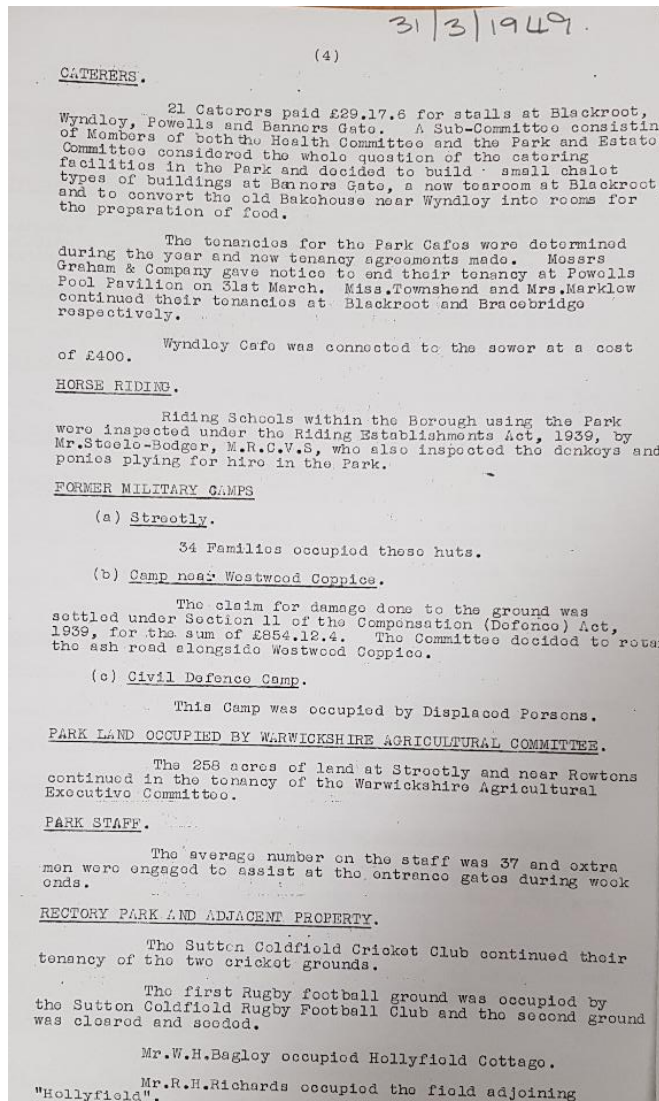 31/3/1949.
(4)
CATERERS.
21 Caterers paid £29.17.6 for stalls at Blackroot,
Wyndley, Powells and Banners Gate. A Sub-Committee consistin
of Members of both the Health Committee and the Park and Estate
Committee considered the whole question of the catering
facilities in the Park and decided to build small chalet
types of buildings at Banners Gate, a new tearoom at Blackroot
and to convert the old Bakehouse near Wyndley into rooms for
the preparation of food.
The tenancies for the Park Cafes were determined
during the year and new tenancy agreements made. Messrs
Graham & Company gave notice to end their tenancy at Powells
Pool Pavilion on 31st March. Miss.Townshend and Mrs.Marklow
continued their tenancies at Blackroot and Bracebridge
respectively.
Wyndley Cafe was connected to the sewer at a cost
of £400.
HORSE RIDING.
Riding Schools within the Borough using the Park
were inspected under the Riding Establishments Act, 1939, by
Mr.Steele-Bodger, M.R.C.V.S, who also inspected the donkeys and
ponies plying for hire in the Park.
FORMER MILITARY CAMPS
(a) Streetly.
34 Families occupied these huts.
(b) Camp near Westwood Coppice.
The claim for damage done to the ground was
settled under Section 11 of the Compensation (Defence) Act,
1939, for the sum of £854.12.4. The Committee decided to retai
the ash road alongside Westwood Coppice.
(c) Civil Defence Camp.
This Camp was occupied by Displaced Persons.
PARK LAND OCCUPIED BY WARWICKSHIRE AGRICULTURAL COMMITTEE.
The 258 acres of land at Streetly and near Rowtons
continued in the tenancy of the Warwickshire Agricultural
Executive Committee.
PARK STAFF.
The average number on the staff was 37 and extra
men were engaged to assist at the entrance gates during week
ends.
RECTORY PARK AND ADJACENT PROPERTY.
The Sutton Coldfield Cricket Club continued their
tenancy of the two cricket grounds.
The first Rugby football ground was occupied by
the Sutton Coldfield Rugby Football Club and the second ground
was cleared and seeded.
Mr.W.H.Bagley occupied Hollyfield Cottage.
Mr.R.H.Richards occupied the field adjoining
"Hollyfield".